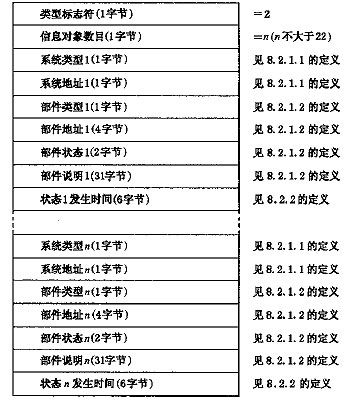 类型标志符(1字节) =2
信息对象数目(1字节) =n(n不大于22)
系统类型1(1字节) 见8.2.1.1的定义
系统地址1(1字节) 见8.2.1.1的定义
部件类型1(1字节) 见8.2.1.2的定义
部件地址1(4字节) 见8.2.1.2的定义
部件状态1(2字节) 见8.2.1.2的定义
部件说明1(31字节) 见8.2.1.2的定义
状态1发生时间(6字节) 见8.2.2的定义
系统类型n(1字节) 见8.2.1.1的定义
系统地址n(1字节) 见8.2.1.1的定义
部件类型n(1字节) 见8.2.1.2的定义
部件地址n(4字节) 见8.2.1.2的定义
部件状态n(2字节) 见8.2.1.2的定义
部件说明n(31字节) 见8.2.1.2的定义
状态n发生时间(6字节) 见8.2.2的定义